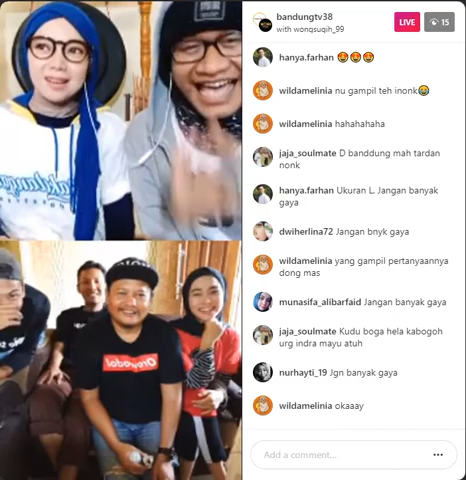 bandungtv38
with wonqsuqih_99
LIVE
15
hanya.farhan 😍😍😍
wildamelinia nu gampil teh inonk😭
wildamelinia hahahahaha
jaja_soulmate D banddung mah tardan
nonk
hanya.farhan Ukuran L. Jangan banyak
gaya
dwiherlina72 Jangan bnyk gaya
wildamelinia yang gampil pertanyaannya
dong mas
munasifa_alibarfaid Jangan banyak gaya
jaja_soulmate Kudu boga hela kabogoh
urg indra mayu atuh
nurhayti_19 Jgn banyak gaya
wildamelinia okaaay
Add a comment...